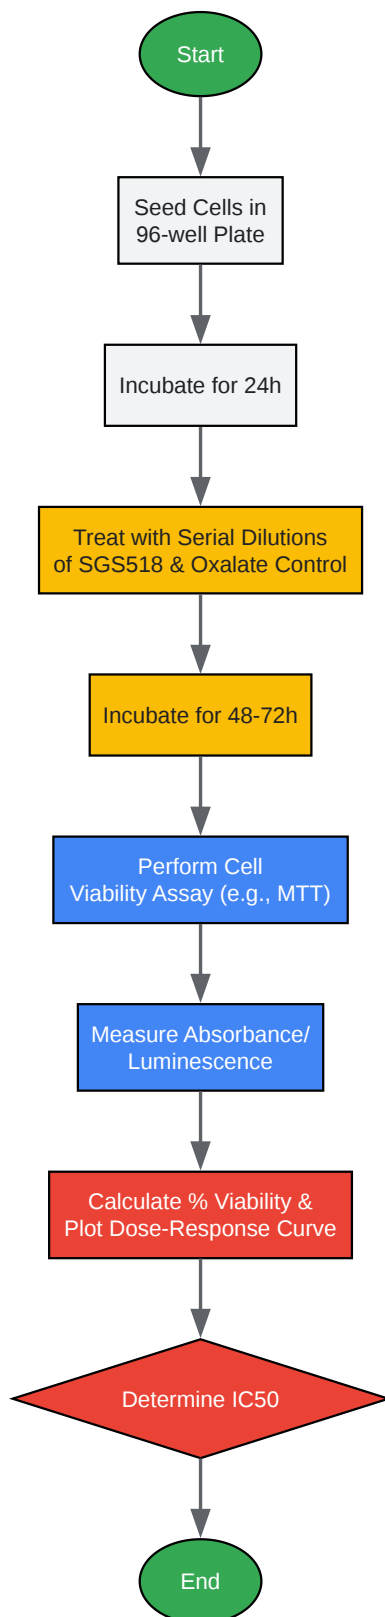 Start
Seed Cells in
96-well Plate
Incubate for 24h
Treat with Serial Dilutions
of SGS518 & Oxalate Control
Incubate for 48-72h
Perform Cell
Viability Assay (e.g., MTT)
Measure Absorbance/
Luminescence
Calculate % Viability &
Plot Dose-Response Curve
Determine IC50
End